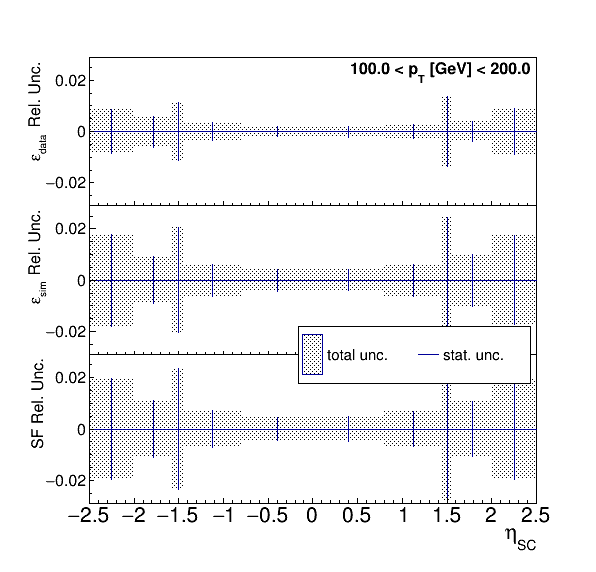 100.0 < p_T [GeV] < 200.0
ε_data Rel. Unc.
0.02
0
−0.02
ε_sim Rel. Unc.
0.02
0
−0.02
total unc. stat. unc.
SF Rel. Unc.
0.02
0
−0.02
−2.5 −2 −1.5 −1 −0.5 0 0.5 1 1.5 2 2.5
η_SC